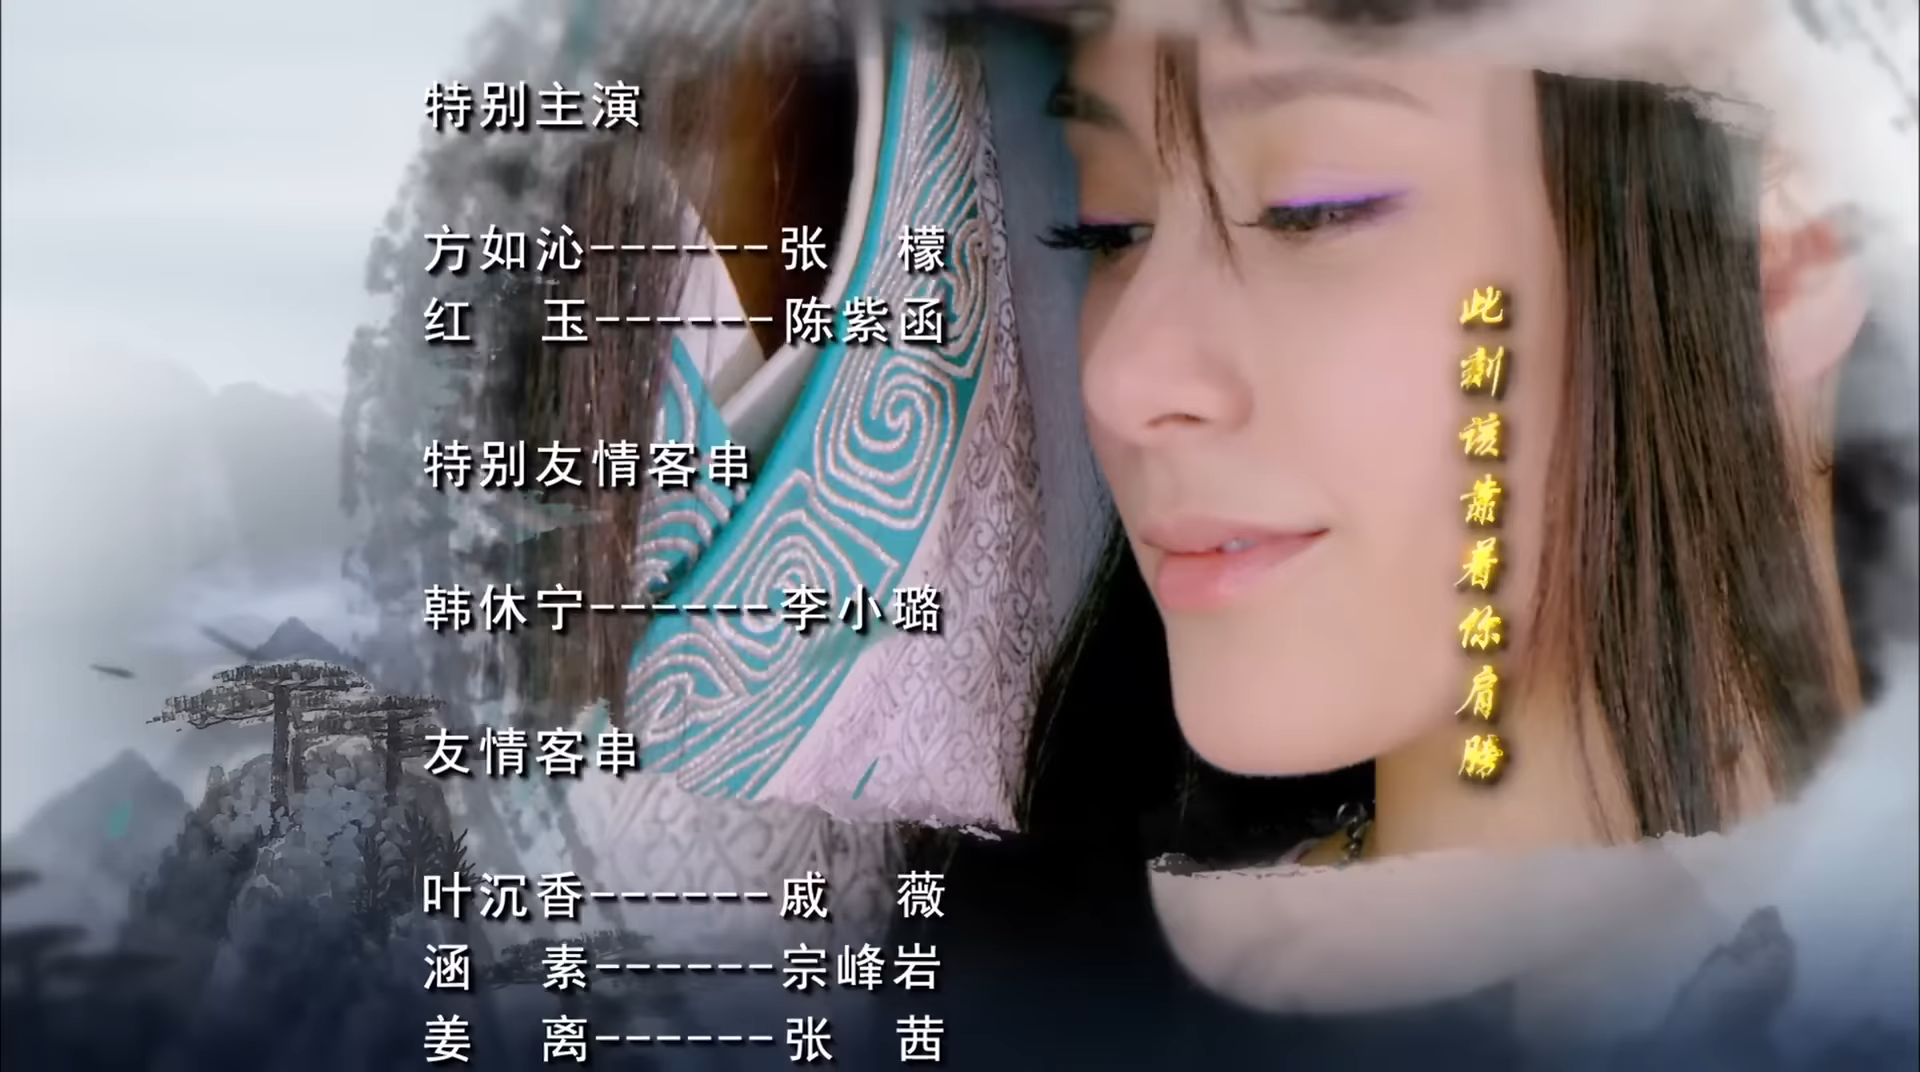 特别主演
方如沁------张 檬
红 玉------陈紫函
特别友情客串
韩休宁------李小璐
友情客串
叶沉香------戚 薇
涵 素------宗峰岩
姜 离------张 茜
此刻该靠着你肩膀